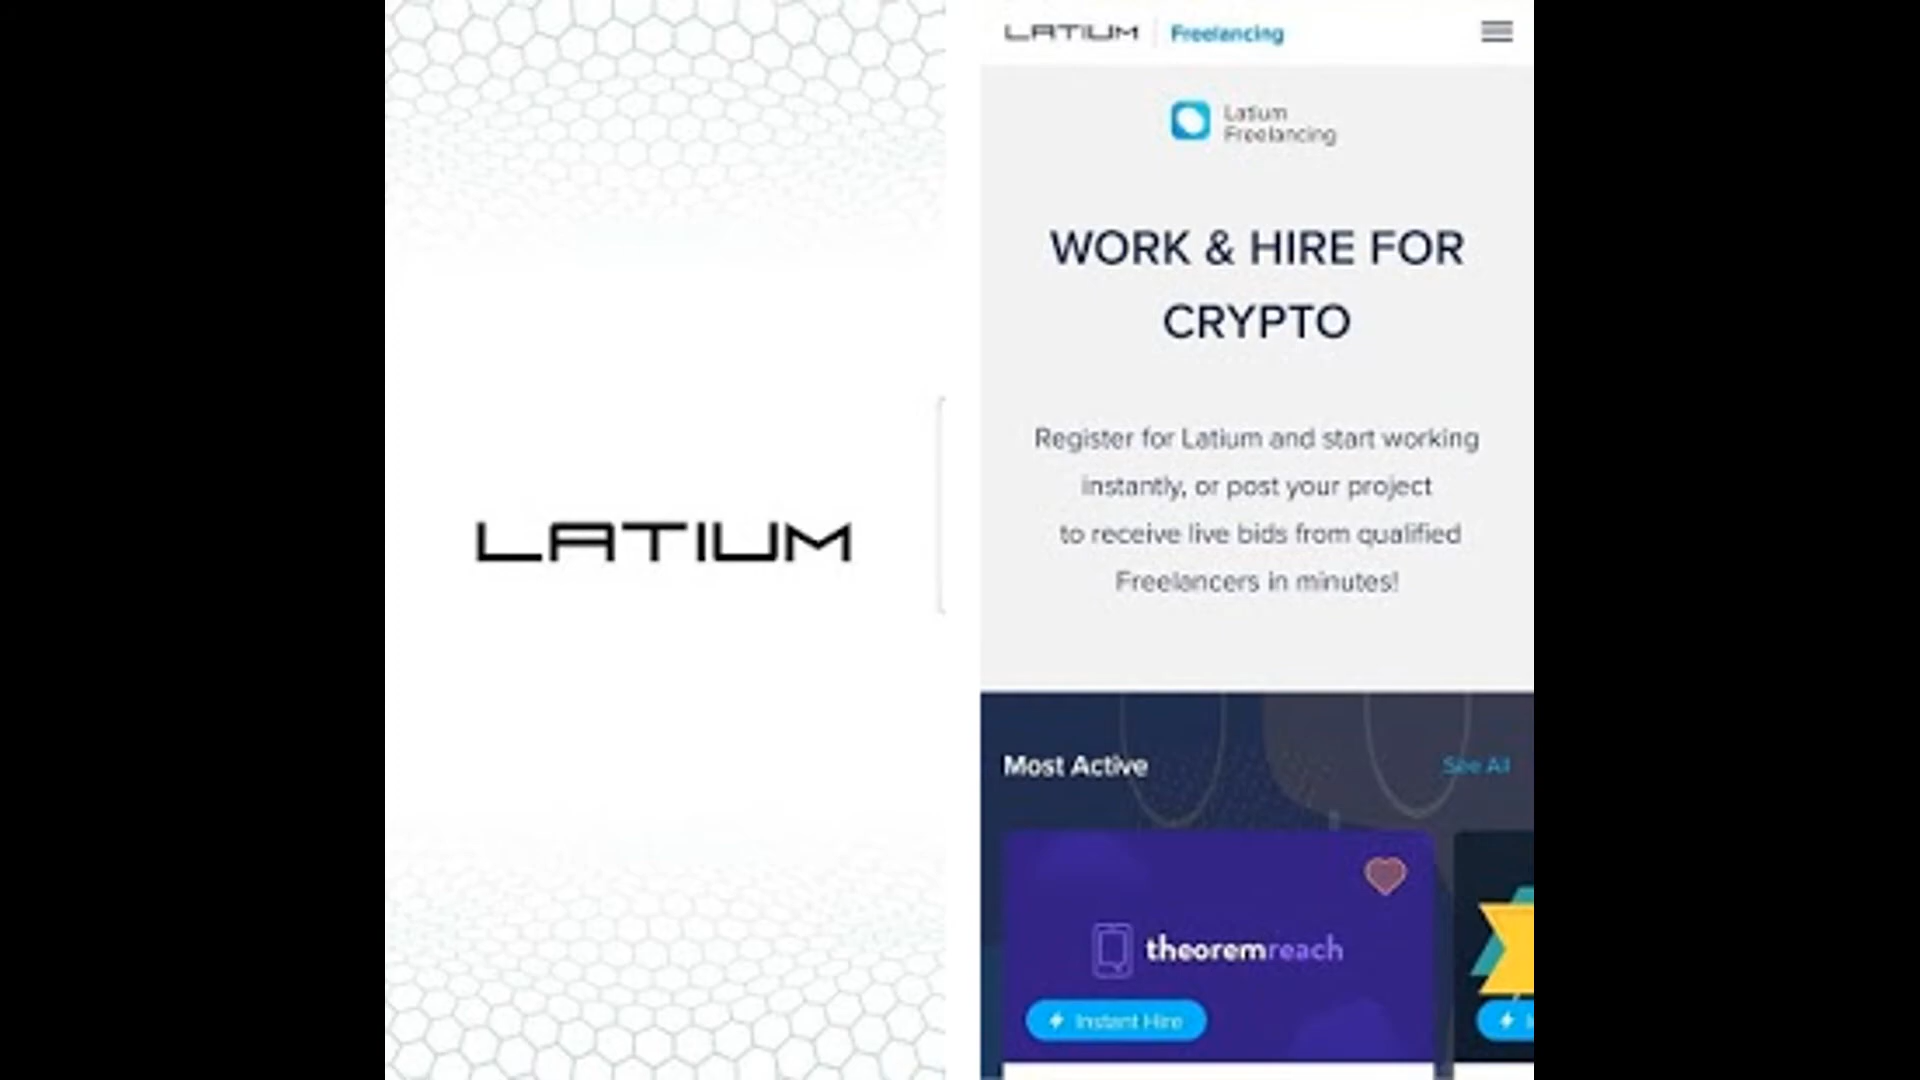 LATIUM
LATIUM Freelancing
Latium
Freelancing
WORK & HIRE FOR
CRYPTO
Register for Latium and start working
instantly, or post your project
to receive live bids from qualified
Freelancers in minutes!
Most Active See All
theoremreach
Instant Hire